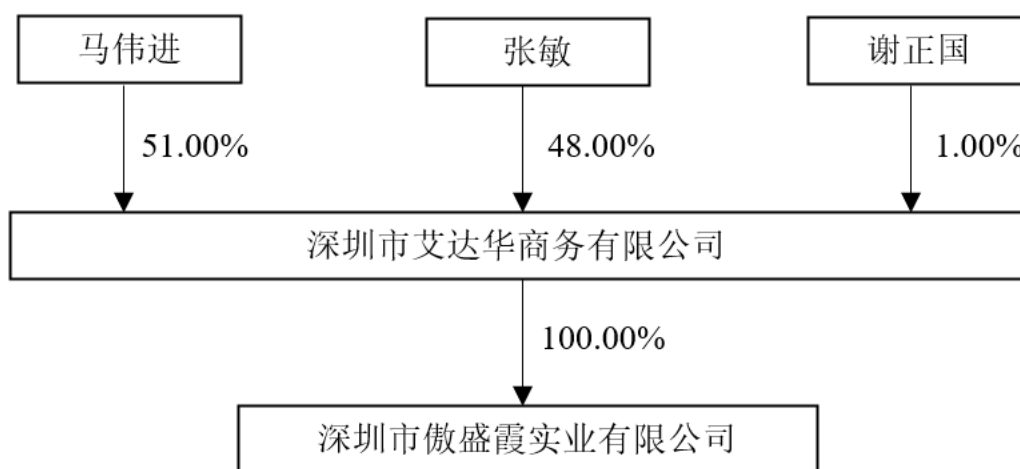 马伟进
张敏
谢正国
51.00%
48.00%
1.00%
深圳市艾达华商务有限公司
100.00%
深圳市傲盛霞实业有限公司